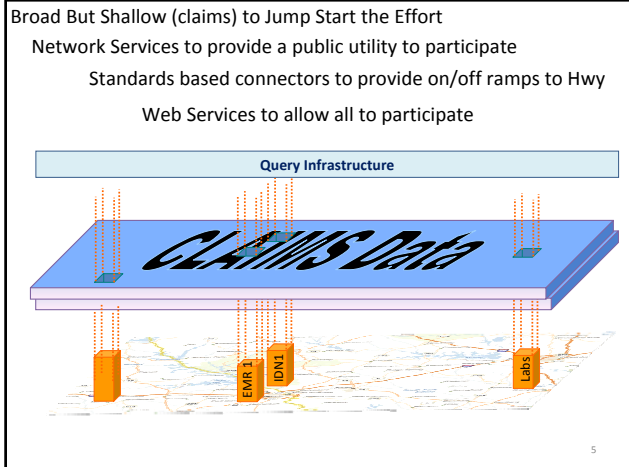 Broad But Shallow (claims) to Jump Start the Effort
Network Services to provide a public utility to participate
Standards based connectors to provide on/off ramps to Hwy
Web Services to allow all to participate
Query Infrastructure
CLAIMS Data
EMR 1
IDN1
Labs
5